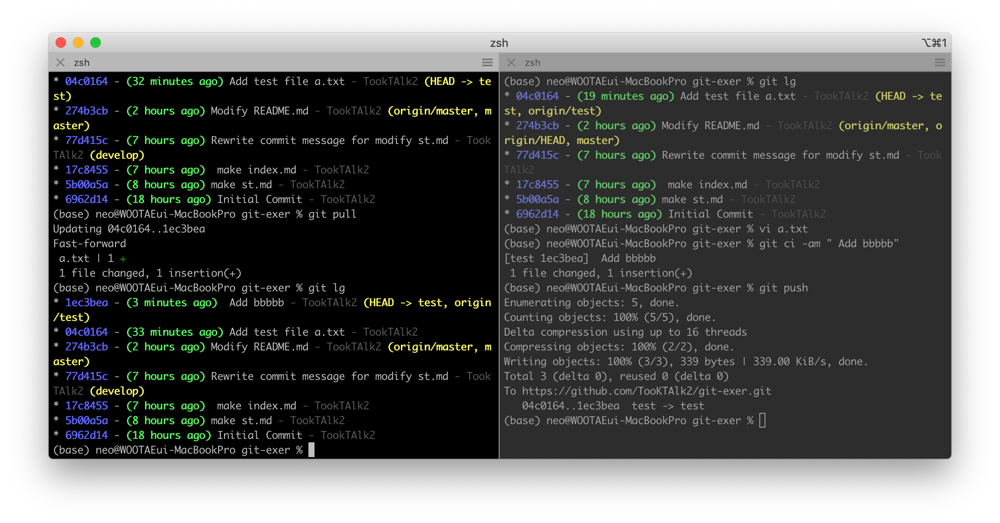 zsh
⌥⌘1
zsh
* 04c0164 - (32 minutes ago) Add test file a.txt - TookTAlk2 (HEAD -> te
st)
* 274b3cb - (2 hours ago) Modify README.md - TookTAlk2 (origin/master, m
aster)
* 77d415c - (7 hours ago) Rewrite commit message for modify st.md - Took
TAlk2 (develop)
* 17c8455 - (7 hours ago)  make index.md - TookTAlk2
* 5b00a5a - (8 hours ago) make st.md - TookTAlk2
* 6962d14 - (18 hours ago) Initial Commit - TookTAlk2
(base) neo@WOOTAEui-MacBookPro git-exer % git pull
Updating 04c0164..1ec3bea
Fast-forward
 a.txt | 1 +
 1 file changed, 1 insertion(+)
(base) neo@WOOTAEui-MacBookPro git-exer % git lg
* 1ec3bea - (3 minutes ago)  Add bbbbb - TookTAlk2 (HEAD -> test, origin
/test)
* 04c0164 - (33 minutes ago) Add test file a.txt - TookTAlk2
* 274b3cb - (2 hours ago) Modify README.md - TookTAlk2 (origin/master, m
aster)
* 77d415c - (7 hours ago) Rewrite commit message for modify st.md - Took
TAlk2 (develop)
* 17c8455 - (7 hours ago)  make index.md - TookTAlk2
* 5b00a5a - (8 hours ago) make st.md - TookTAlk2
* 6962d14 - (18 hours ago) Initial Commit - TookTAlk2
(base) neo@WOOTAEui-MacBookPro git-exer %
zsh
(base) neo@WOOTAEui-MacBookPro git-exer % git lg
* 04c0164 - (19 minutes ago) Add test file a.txt - TookTAlk2 (HEAD -> te
st, origin/test)
* 274b3cb - (2 hours ago) Modify README.md - TookTAlk2 (origin/master, o
rigin/HEAD, master)
* 77d415c - (7 hours ago) Rewrite commit message for modify st.md - Took
TAlk2
* 17c8455 - (7 hours ago)  make index.md - TookTAlk2
* 5b00a5a - (8 hours ago) make st.md - TookTAlk2
* 6962d14 - (18 hours ago) Initial Commit - TookTAlk2
(base) neo@WOOTAEui-MacBookPro git-exer % vi a.txt
(base) neo@WOOTAEui-MacBookPro git-exer % git ci -am " Add bbbbb"
[test 1ec3bea]  Add bbbbb
 1 file changed, 1 insertion(+)
(base) neo@WOOTAEui-MacBookPro git-exer % git push
Enumerating objects: 5, done.
Counting objects: 100% (5/5), done.
Delta compression using up to 16 threads
Compressing objects: 100% (2/2), done.
Writing objects: 100% (3/3), 339 bytes | 339.00 KiB/s, done.
Total 3 (delta 0), reused 0 (delta 0)
To https://github.com/TooKTAlk2/git-exer.git
   04c0164..1ec3bea  test -> test
(base) neo@WOOTAEui-MacBookPro git-exer %